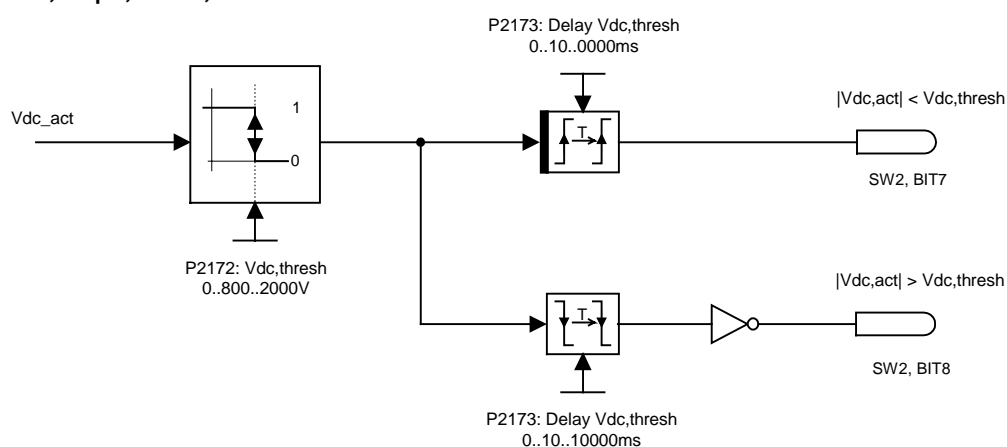 P2173: Delay Vdc,thresh
0..10..0000ms
|Vdc,act| < Vdc,thresh
Vdc_act
1
T
0
SW2, BIT7
P2172: Vdc,thresh
0..800..2000V
|Vdc,act| > Vdc,thresh
T
SW2, BIT8
P2173: Delay Vdc,thresh
0..10..10000ms